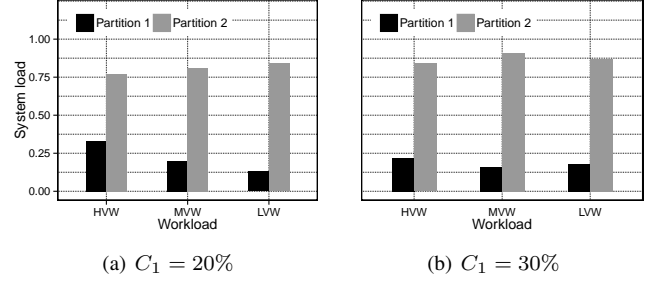 Partition 1 Partition 2
1.00
0.75
0.50
0.25
0.00
System load
HVW MVW LVW
Workload
(a) C₁ = 20%
Partition 1 Partition 2
HVW MVW LVW
Workload
(b) C₁ = 30%